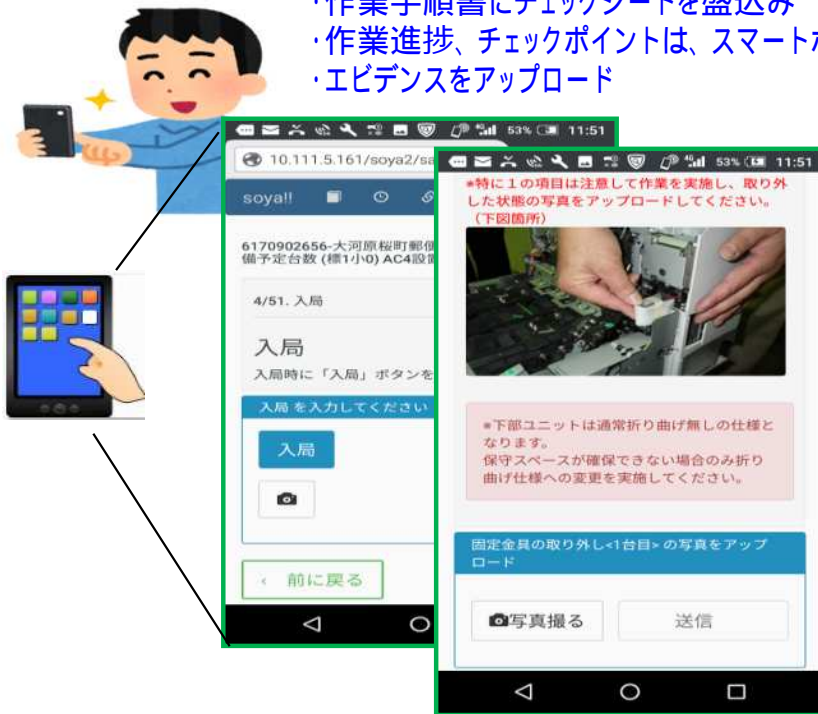 ・作業手順書にチェックシートを盛込み
・作業進捗、チェックポイントは、スマートホ
・エビデンスをアップロード
53% 11:51
10.111.5.161/soya2/sa
soya!!
6170902656-大河原桜町郵便
備予定台数 (標1小0) AC4設置
4/51. 入局
入局
入局時に「入局」ボタンを
入局 を入力してください
入局
‹ 前に戻る
53% 11:51
*特に1の項目は注意して作業を実施し、取り外
した状態の写真をアップロードしてください。
(下図箇所)
*下部ユニットは通常折り曲げ無しの仕様と
なります。
保守スペースが確保できない場合のみ折り
曲げ仕様への変更を実施してください。
固定金具の取り外し<1台目> の写真をアップ
ロード
写真撮る
送信